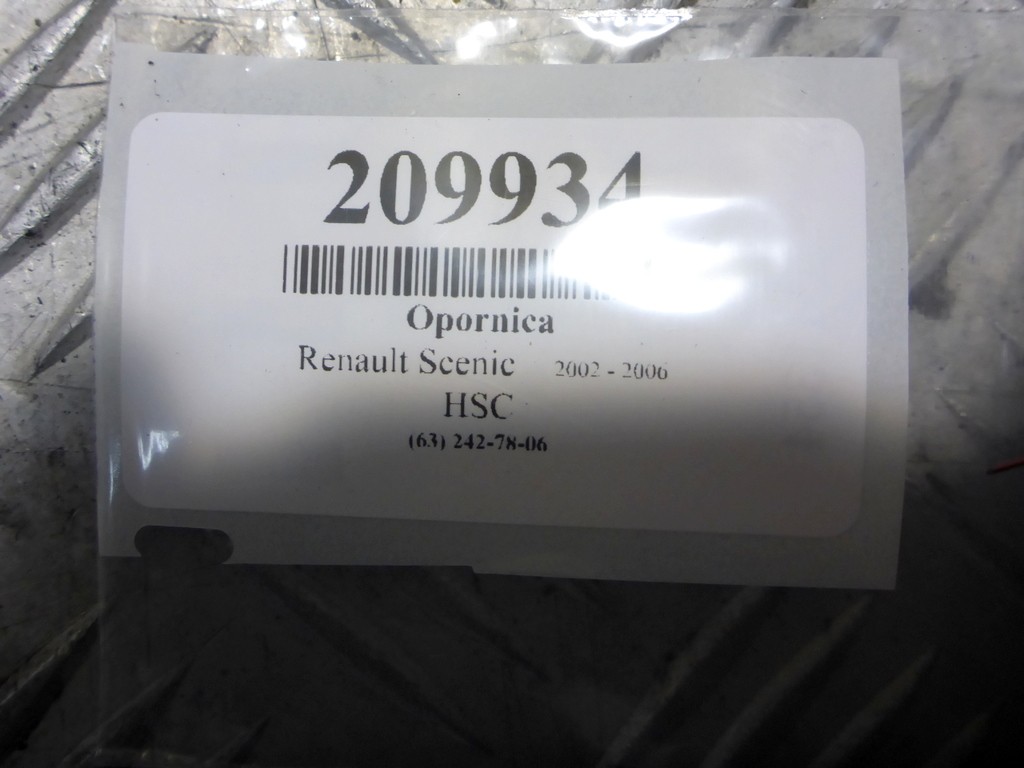 209934
Opornica
Renault Scenic 2002 - 2006
HSC
(63) 242-78-06